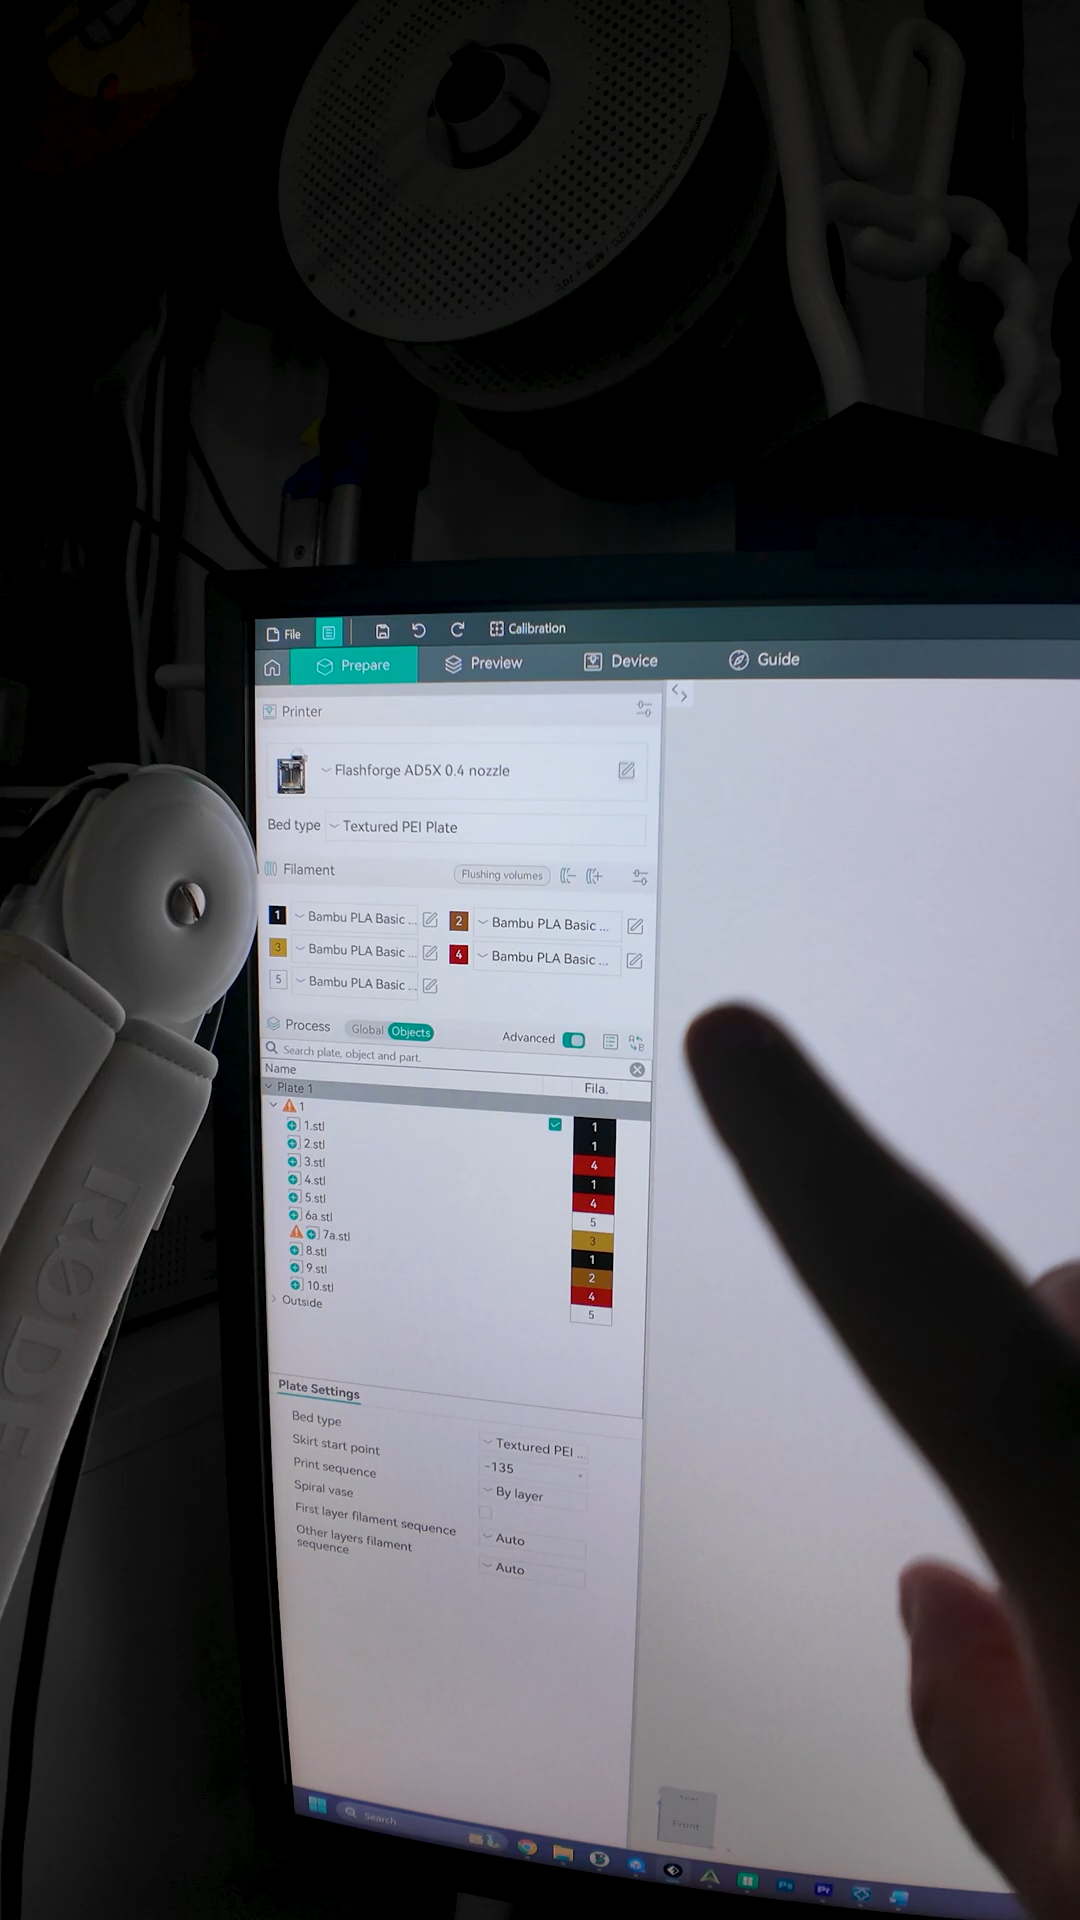 File
Calibration
Prepare
Preview
Device
Guide
Printer
Flashforge AD5X 0.4 nozzle
Bed type
Textured PEI Plate
Filament
Flushing volumes
1 Bambu PLA Basic ...
2 Bambu PLA Basic ...
3 Bambu PLA Basic ...
4 Bambu PLA Basic ...
5 Bambu PLA Basic ...
Process
Global
Objects
Advanced
Search plate, object and part.
Name
Fila.
Plate 1
1
1
1.stl
1
2.stl
4
3.stl
1
4.stl
4
5.stl
5
6a.stl
3
7a.stl
1
8.stl
2
9.stl
4
10.stl
5
Outside
Plate Settings
Bed type
Textured PEI ...
Skirt start point
-135
Print sequence
By layer
Spiral vase
First layer filament sequence
Auto
Other layers filament
sequence
Auto
Front
Search
Ps
Pr
RØDE